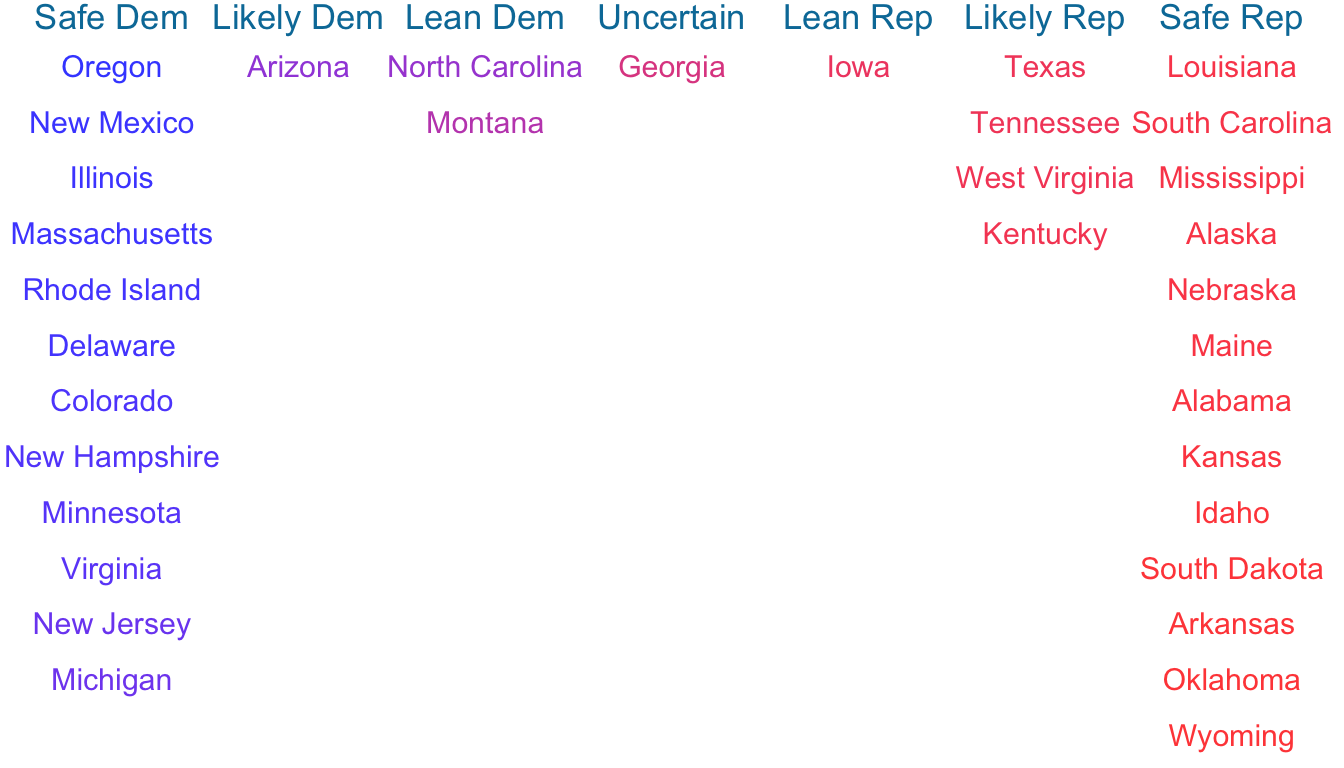 Safe Dem Likely Dem Lean Dem Uncertain Lean Rep Likely Rep Safe Rep
Oregon Arizona North Carolina Georgia Iowa Texas Louisiana
New Mexico Montana Tennessee South Carolina
Illinois West Virginia Mississippi
Massachusetts Kentucky Alaska
Rhode Island Nebraska
Delaware Maine
Colorado Alabama
New Hampshire Kansas
Minnesota Idaho
Virginia South Dakota
New Jersey Arkansas
Michigan Oklahoma
Wyoming